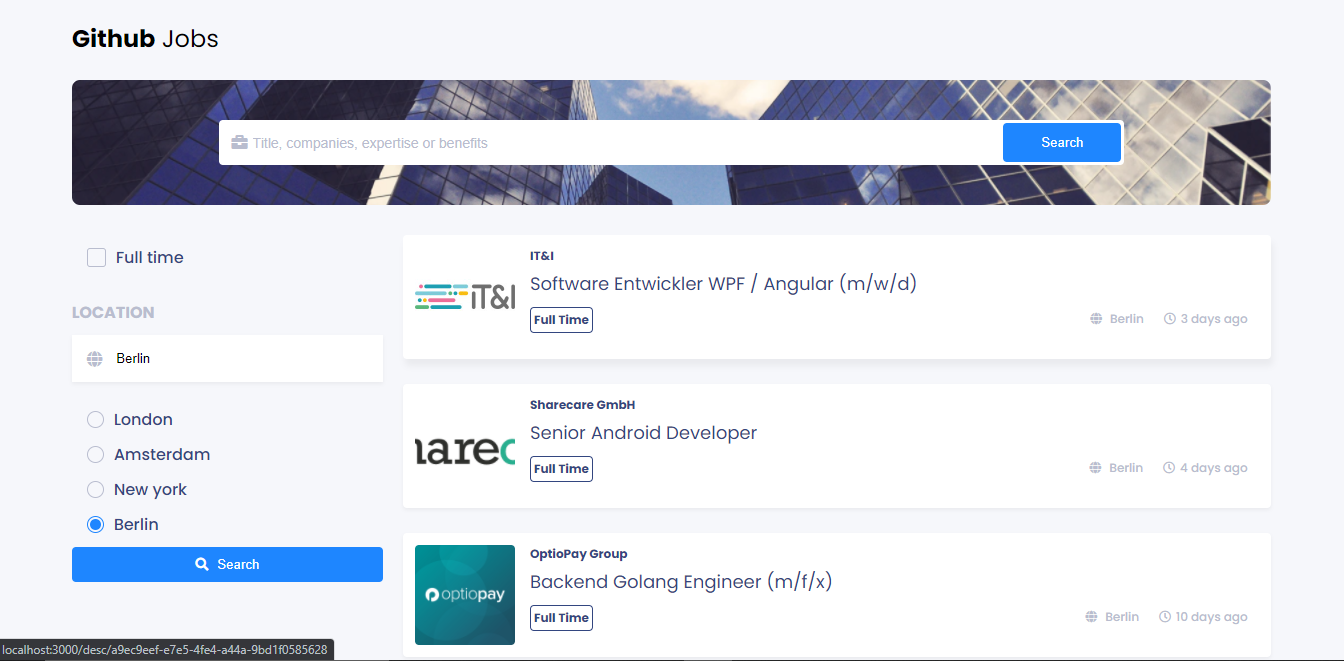 Github Jobs
Title, companies, expertise or benefits
Search
Full time
LOCATION
Berlin
London
Amsterdam
New york
Berlin
Search
IT&I
IT&I
Software Entwickler WPF / Angular (m/w/d)
Full Time
Berlin
3 days ago
Sharecare GmbH
Senior Android Developer
Full Time
Berlin
4 days ago
optiopay
OptioPay Group
Backend Golang Engineer (m/f/x)
Full Time
Berlin
10 days ago
localhost:3000/desc/a9ec9eef-e7e5-4fe4-a44a-9bd1f0585628